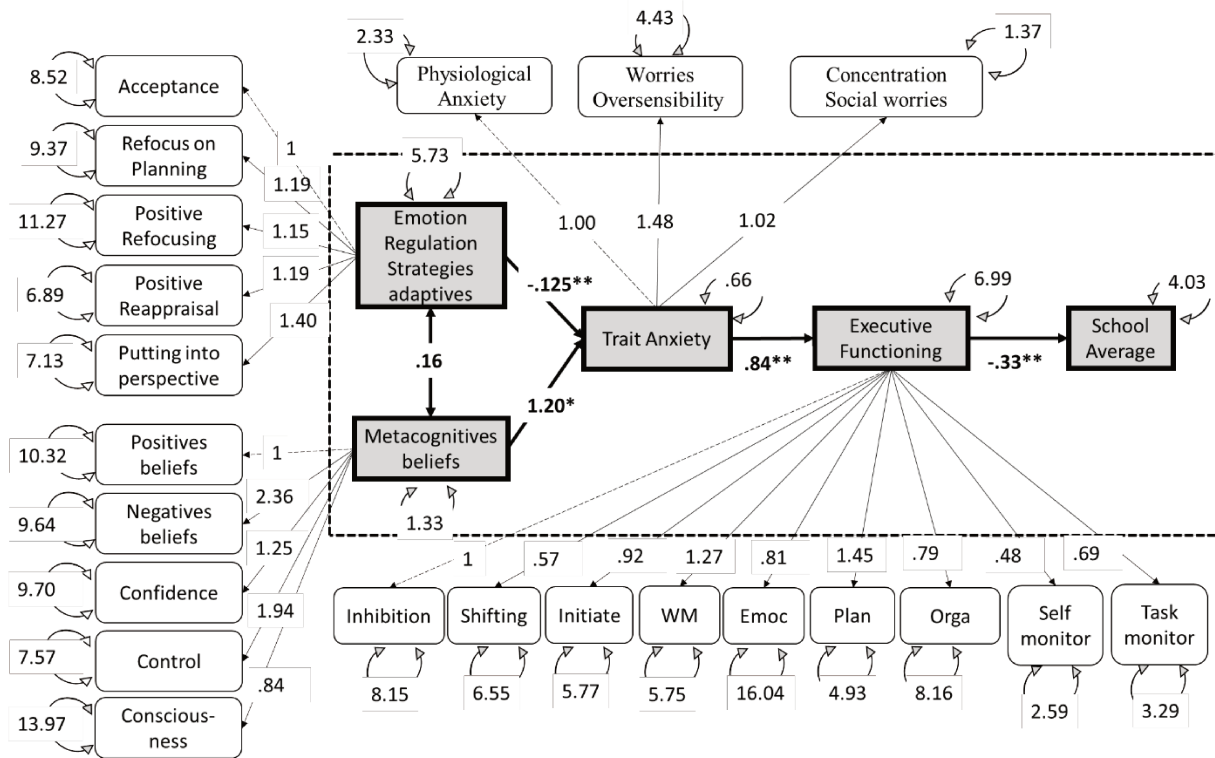 2.33
4.43
1.37
8.52
Acceptance
Physiological
Anxiety
Worries
Oversensibility
Concentration
Social worries
9.37
Refocus on
Planning
1
5.73
1.19
11.27
Positive
Refocusing
1.15
Emotion
Regulation
Strategies
adaptives
1.00
1.48
1.02
6.89
Positive
Reappraisal
1.19
-.125**
.66
6.99
4.03
7.13
Putting into
perspective
1.40
.16
Trait Anxiety
.84**
Executive
Functioning
-.33**
School
Average
1.20*
10.32
Positives
beliefs
1
Metacognitives
beliefs
9.64
Negatives
beliefs
2.36
1.33
9.70
Confidence
1.25
1
.57
.92
1.27
.81
1.45
.79
.48
.69
7.57
Control
1.94
Inhibition
Shifting
Initiate
WM
Emoc
Plan
Orga
Self
monitor
Task
monitor
13.97
Conscious-
ness
.84
8.15
6.55
5.77
5.75
16.04
4.93
8.16
2.59
3.29